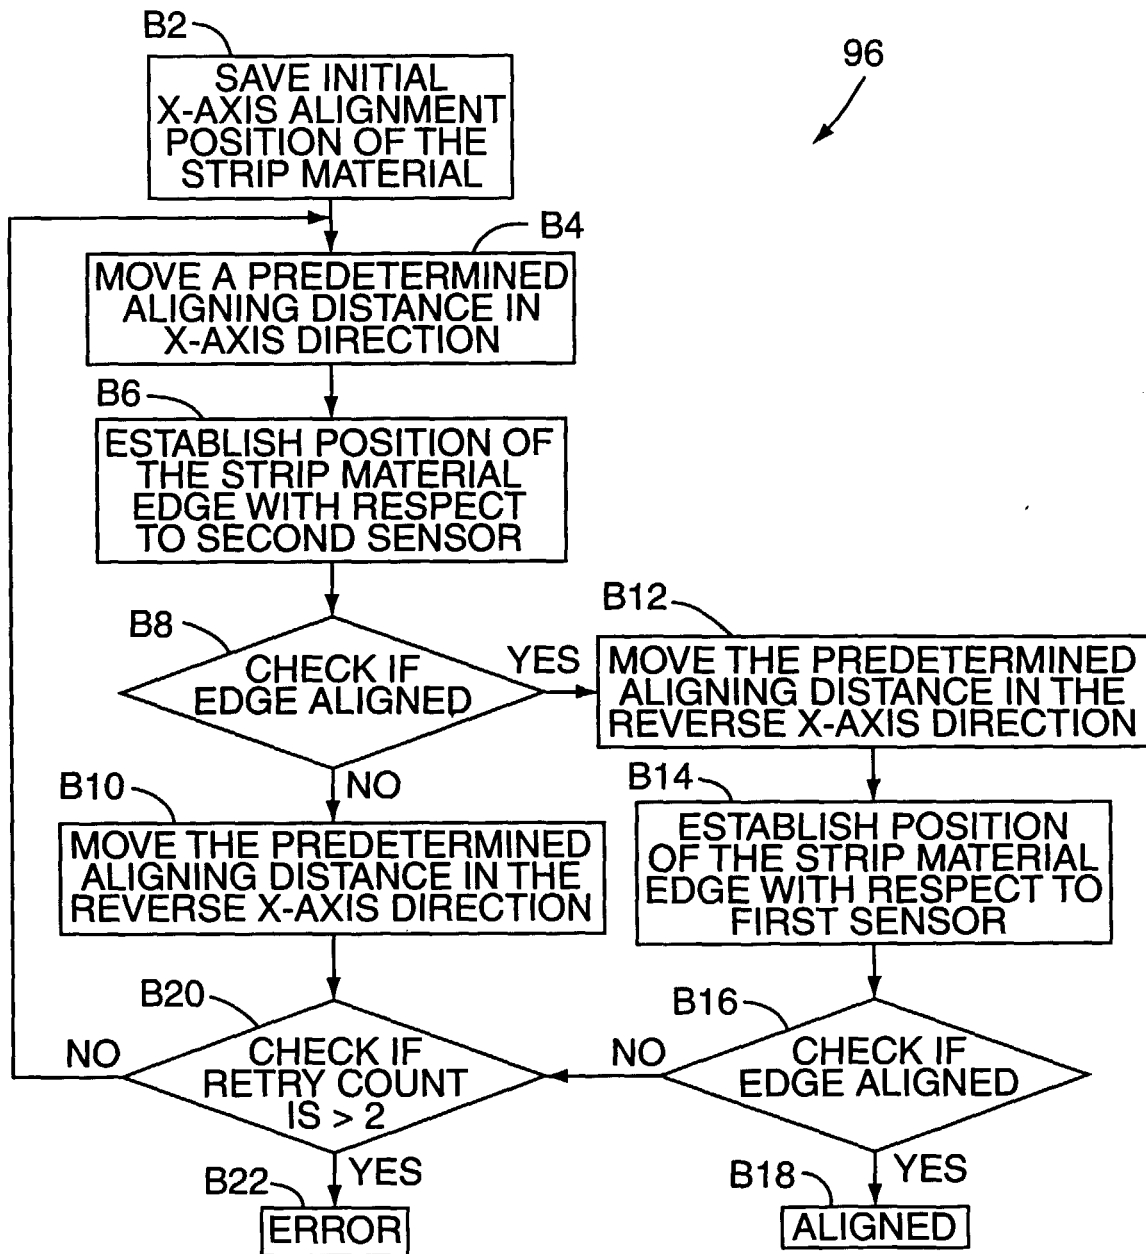 B2
SAVE INITIAL
X-AXIS ALIGNMENT
POSITION OF THE
STRIP MATERIAL
96
B4
MOVE A PREDETERMINED
ALIGNING DISTANCE IN
X-AXIS DIRECTION
B6
ESTABLISH POSITION OF
THE STRIP MATERIAL
EDGE WITH RESPECT
TO SECOND SENSOR
B8
CHECK IF
EDGE ALIGNED
YES
NO
B12
MOVE THE PREDETERMINED
ALIGNING DISTANCE IN THE
REVERSE X-AXIS DIRECTION
B10
MOVE THE PREDETERMINED
ALIGNING DISTANCE IN THE
REVERSE X-AXIS DIRECTION
B14
ESTABLISH POSITION
OF THE STRIP MATERIAL
EDGE WITH RESPECT TO
FIRST SENSOR
B20
CHECK IF
RETRY COUNT
IS > 2
NO
YES
B16
CHECK IF
EDGE ALIGNED
NO
YES
B22
ERROR
B18
ALIGNED